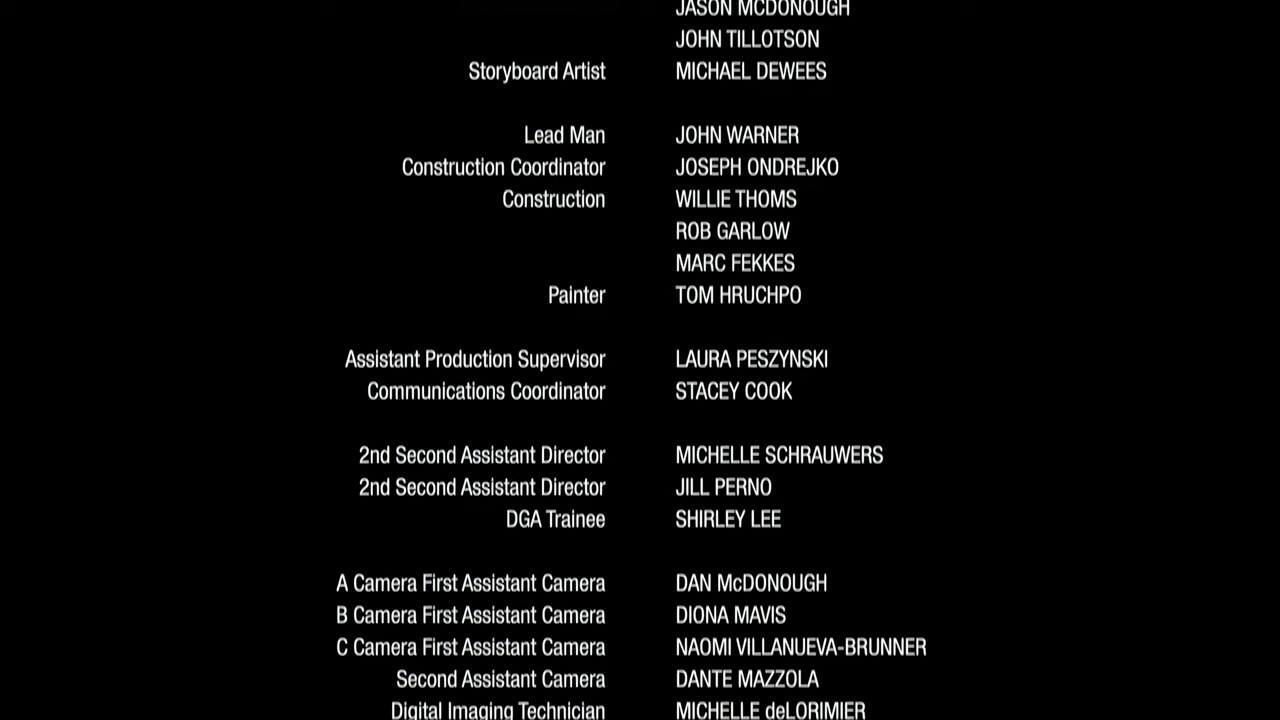 JASON MCDONOUGH
JOHN TILLOTSON
Storyboard Artist MICHAEL DEWEES
Lead Man JOHN WARNER
Construction Coordinator JOSEPH ONDREJKO
Construction WILLIE THOMS
ROB GARLOW
MARC FEKKES
Painter TOM HRUCHPO
Assistant Production Supervisor LAURA PESZYNSKI
Communications Coordinator STACEY COOK
2nd Second Assistant Director MICHELLE SCHRAUWERS
2nd Second Assistant Director JILL PERNO
DGA Trainee SHIRLEY LEE
A Camera First Assistant Camera DAN McDONOUGH
B Camera First Assistant Camera DIONA MAVIS
C Camera First Assistant Camera NAOMI VILLANUEVA-BRUNNER
Second Assistant Camera DANTE MAZZOLA
Digital Imaging Technician MICHELLE deLORIMIER